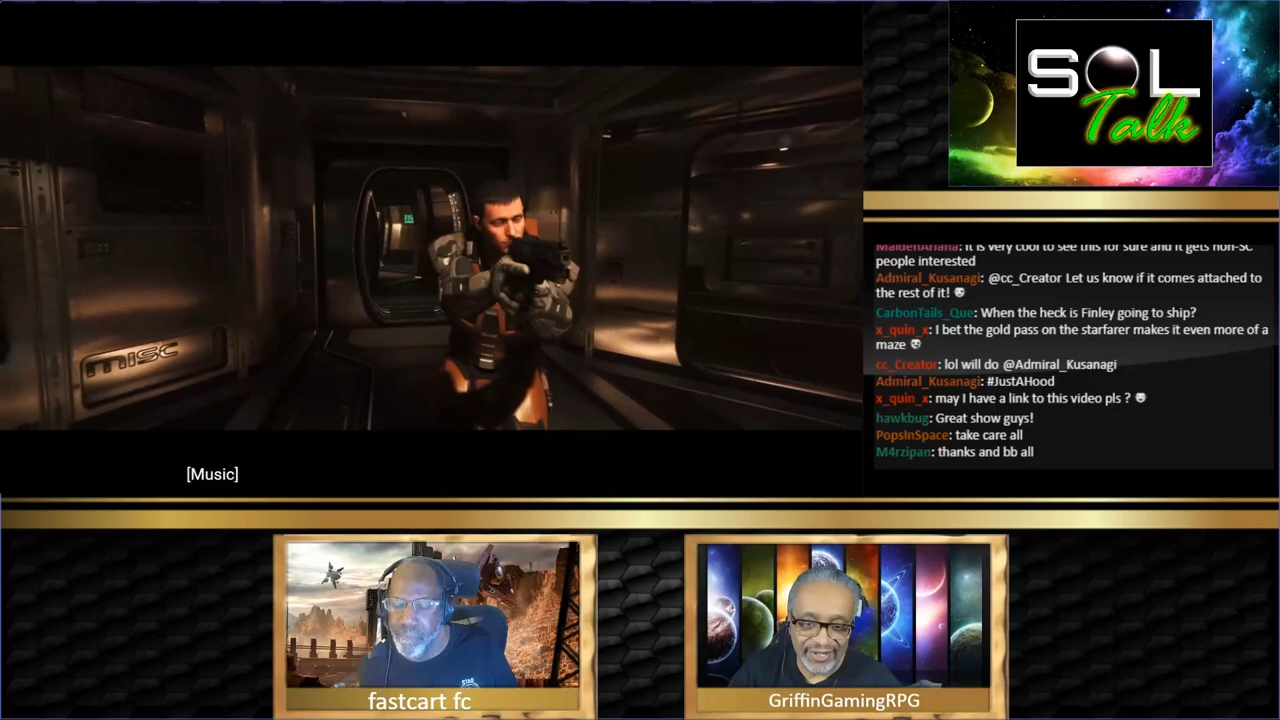 SOL
Talk
misc
MaidenAriana: it is very cool to see this for sure and it gets non-SC
people interested
Admiral_Kusanagi: @cc_Creator Let us know if it comes attached to
the rest of it!
CarbonTails_Que: When the heck is Finley going to ship?
x_quin_x: I bet the gold pass on the starfarer makes it even more of a
maze
cc_Creator: lol will do @Admiral_Kusanagi
Admiral_Kusanagi: #JustAHood
x_quin_x: may I have a link to this video pls ?
hawkbug: Great show guys!
PopsInSpace: take care all
M4rzipan: thanks and bb all
[Music]
STAR
fastcart fc
GriffinGamingRPG